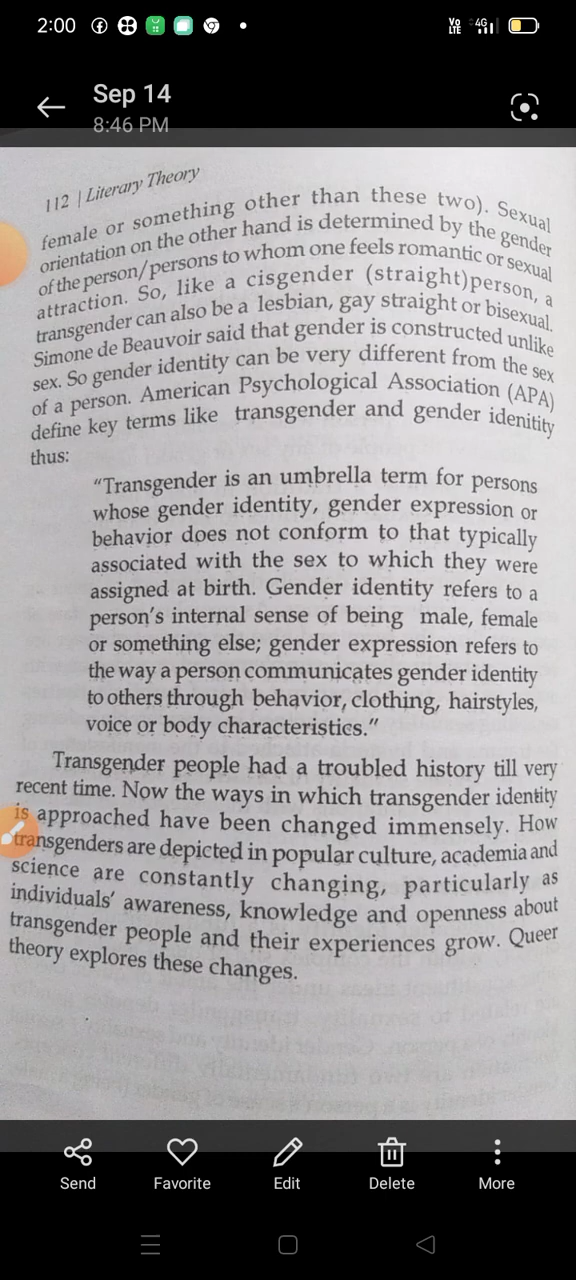 2:00
Vo
LTE
4G
Sep 14
8:46 PM
112 | Literary Theory
female or something other than these two). Sexual
orientation on the other hand is determined by the gender
of the person/persons to whom one feels romantic or sexual
attraction. So, like a cisgender (straight)person, a
transgender can also be a lesbian, gay straight or bisexual.
Simone de Beauvoir said that gender is constructed unlike
sex. So gender identity can be very different from the sex
of a person. American Psychological Association (APA)
define key terms like transgender and gender idenitity
thus:
"Transgender is an umbrella term for persons
whose gender identity, gender expression or
behavior does not conform to that typically
associated with the sex to which they were
assigned at birth. Gender identity refers to a
person's internal sense of being male, female
or something else; gender expression refers to
the way a person communicates gender identity
to others through behavior, clothing, hairstyles,
voice or body characteristics."
Transgender people had a troubled history till very
recent time. Now the ways in which transgender identity
is approached have been changed immensely. How
transgenders are depicted in popular culture, academia and
science are constantly changing, particularly as
individuals' awareness, knowledge and openness about
transgender people and their experiences grow. Queer
theory explores these changes.
Send
Favorite
Edit
Delete
More